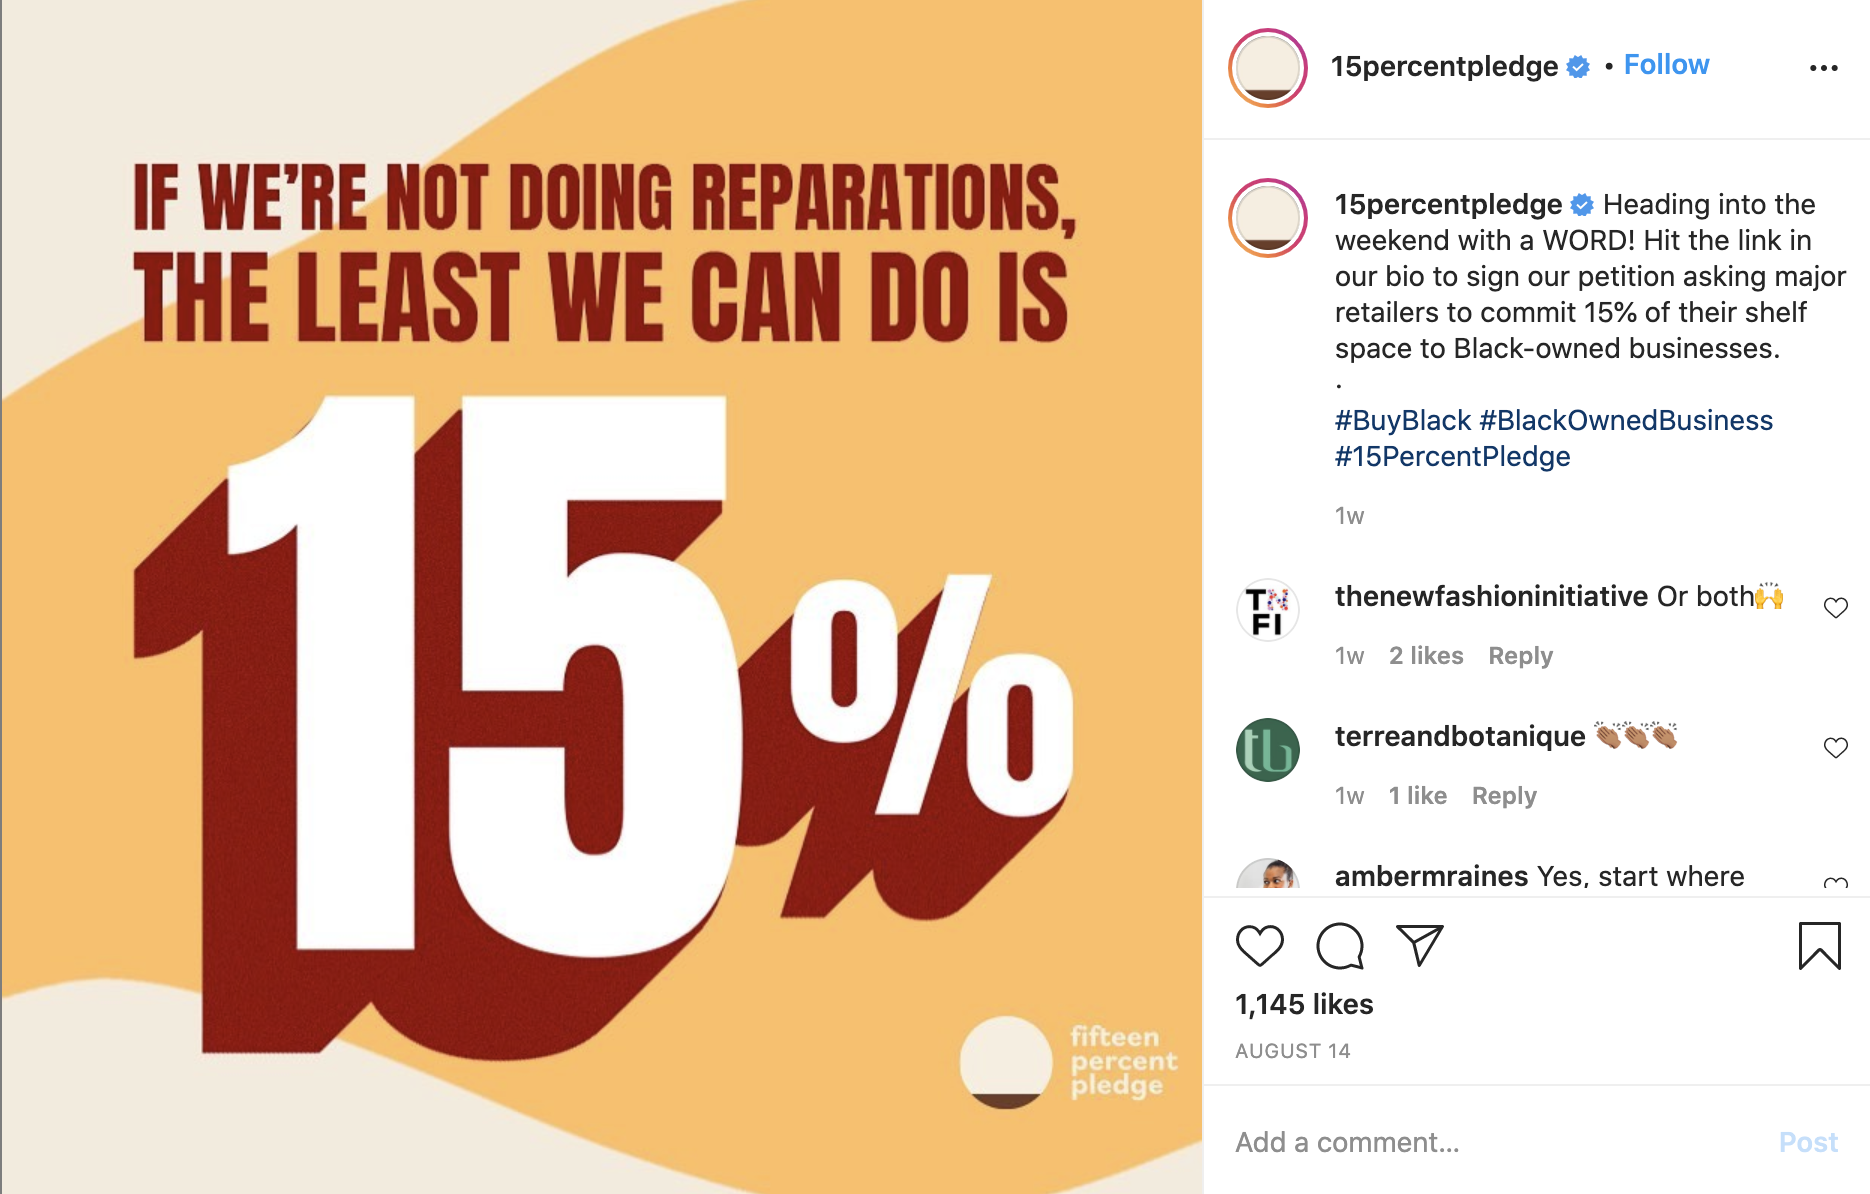 IF WE'RE NOT DOING REPARATIONS,
THE LEAST WE CAN DO IS
15%
fifteen
percent
pledge
15percentpledge • Follow
15percentpledge Heading into the
weekend with a WORD! Hit the link in
our bio to sign our petition asking major
retailers to commit 15% of their shelf
space to Black-owned businesses.
.
#BuyBlack #BlackOwnedBusiness
#15PercentPledge
1w
TNFI
thenewfashioninitiative Or both🙌
1w 2 likes Reply
tb
terreandbotanique 👏🏽👏🏽👏🏽
1w 1 like Reply
ambermraines Yes, start where
1,145 likes
AUGUST 14
Add a comment... Post